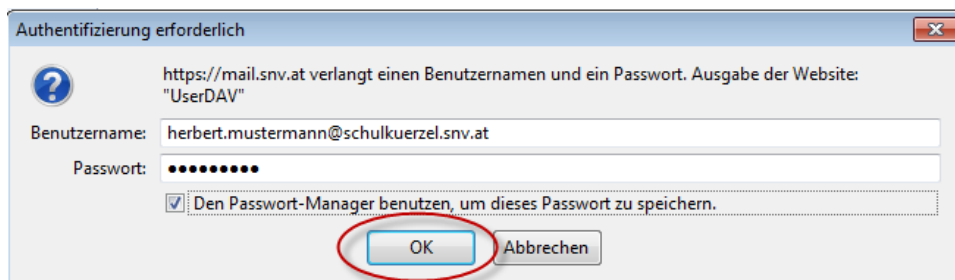 Authentifizierung erforderlich
https://mail.snv.at verlangt einen Benutzernamen und ein Passwort. Ausgabe der Website:
"UserDAV"
Benutzername: herbert.mustermann@schulkuerzel.snv.at
Passwort: •••••••••
Den Passwort-Manager benutzen, um dieses Passwort zu speichern.
OK Abbrechen